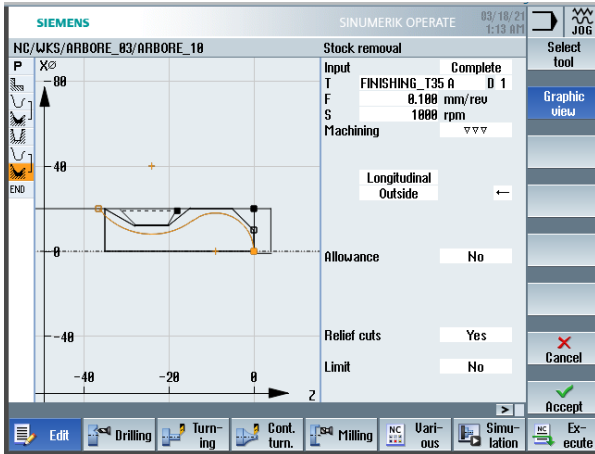 SIEMENS
SINUMERIK OPERATE
03/18/21
1:13 AM
JOG
NC/WKS/ARBORE_03/ARBORE_10
Stock removal
Select
tool
P
XØ
Input
Complete
T
FINISHING_T35 A
D 1
F
0.100 mm/rev
S
1000 rpm
Machining
▽▽▽
Graphic
view
END
-80
-40
-0
--40
-40
-20
0
Z
Longitudinal
Outside
←
Allowance
No
Relief cuts
Yes
Limit
No
Cancel
Accept
>
Edit
Drilling
Turn-
ing
Cont.
turn.
Milling
NC
Vari-
ous
Simu-
lation
NC
Ex-
ecute